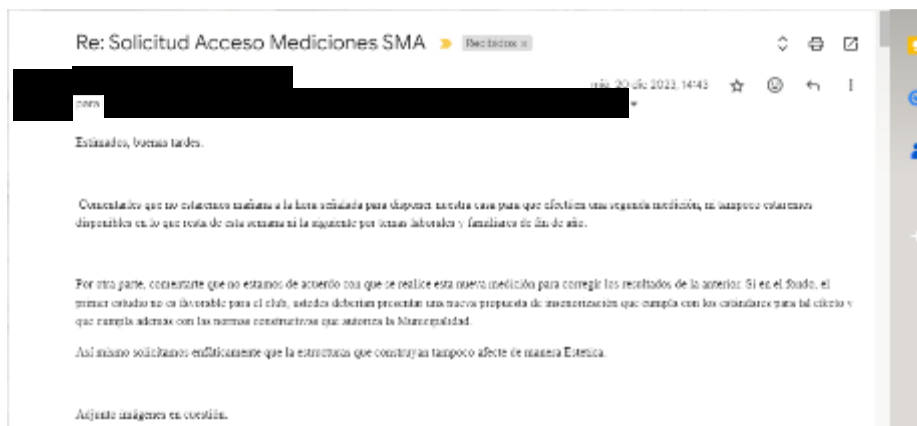 Re: Solicitud Acceso Mediciones SMA
Recibidos x
mié, 20 dic 2023, 14:43
para
Estimados, buenas tardes.
Comentarles que no estaremos mañana a la hora señalada para disponer nuestra casa para que efectúen una segunda medición, ni tampoco estaremos
disponibles en lo que resta de esta semana ni la siguiente por temas laborales y familiares de fin de año.
Por otra parte, comentarte que no estamos de acuerdo con que se realice esta nueva medición para corregir los resultados de la anterior. Si en el fondo, el
primer estudio no es favorable para el club, ustedes deberían presentar una nueva propuesta de insonorización que cumpla con los estándares para tal efecto y
que cumpla ademas con las normas constructivas que autoriza la Municipalidad.
Así mismo solicitamos enfáticamente que la estructuras que construyan tampoco afecte de manera Estetica.
Adjunto imágenes en cuestión.